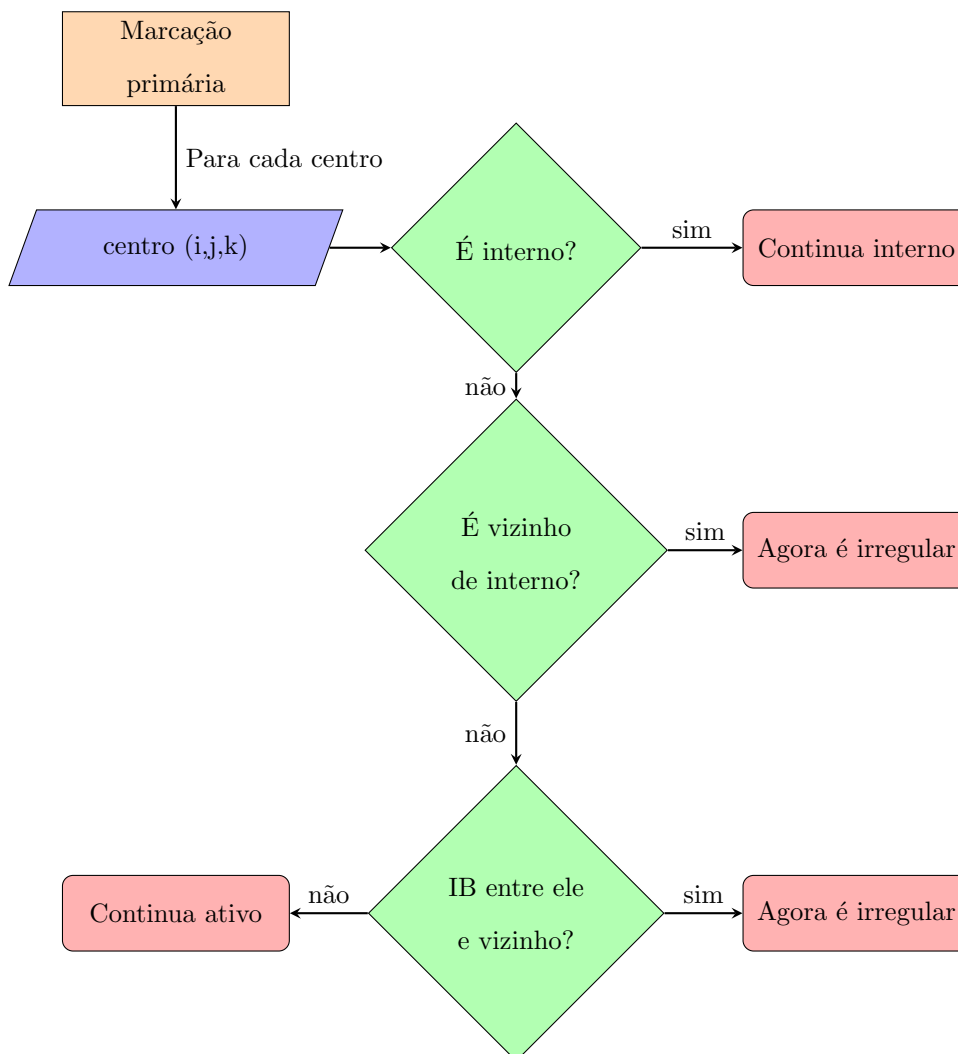 Marcação
primária
Para cada centro
centro (i,j,k)
É interno?
sim
Continua interno
não
É vizinho
de interno?
sim
Agora é irregular
não
IB entre ele
e vizinho?
não
Continua ativo
sim
Agora é irregular